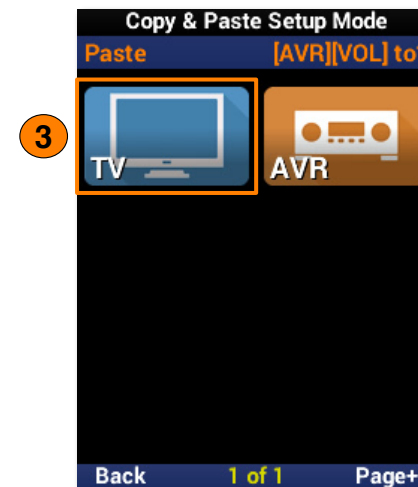 Copy & Paste Setup Mode
Paste [AVR][VOL] to?
3
TV AVR
Back 1 of 1 Page+